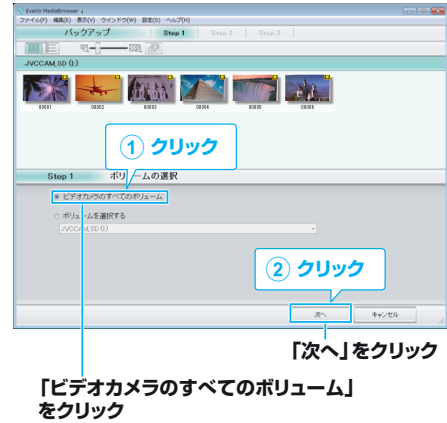 Everio MediaBrowser 4
ファイル(F) 編集(E) 表示(V) ウインドウ(W) 設定(S) ヘルプ(H)
バックアップ Step 1 Step 2 Step 3
JVCCAM_SD (I:)
00001 00002 00003 00004 00005 00006
① クリック
Step 1 ボリュームの選択
ビデオカメラのすべてのボリューム
ボリュームを選択する
JVCCAM_SD (I:)
② クリック
次へ キャンセル
「次へ」をクリック
「ビデオカメラのすべてのボリューム」
をクリック